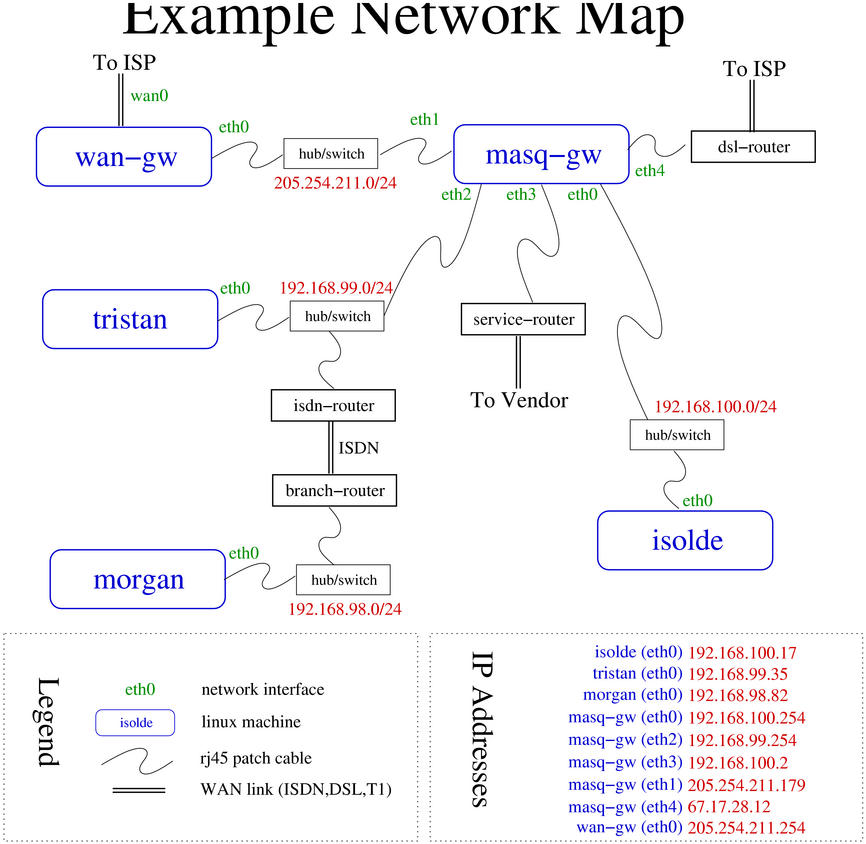 Example Network Map
To ISP
wan0
wan−gw
eth0
hub/switch
205.254.211.0/24
eth1
masq−gw
eth4
To ISP
dsl−router
eth2
eth3
eth0
tristan
eth0
192.168.99.0/24
hub/switch
isdn−router
ISDN
branch−router
service−router
To Vendor
192.168.100.0/24
hub/switch
eth0
isolde
morgan
eth0
hub/switch
192.168.98.0/24
Legend
eth0 network interface
isolde linux machine
rj45 patch cable
WAN link (ISDN,DSL,T1)
IP Addresses
isolde (eth0) 192.168.100.17
tristan (eth0) 192.168.99.35
morgan (eth0) 192.168.98.82
masq−gw (eth0) 192.168.100.254
masq−gw (eth2) 192.168.99.254
masq−gw (eth3) 192.168.100.2
masq−gw (eth1) 205.254.211.179
masq−gw (eth4) 67.17.28.12
wan−gw (eth0) 205.254.211.254